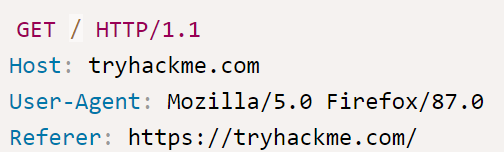 GET / HTTP/1.1
Host: tryhackme.com
User-Agent: Mozilla/5.0 Firefox/87.0
Referer: https://tryhackme.com/